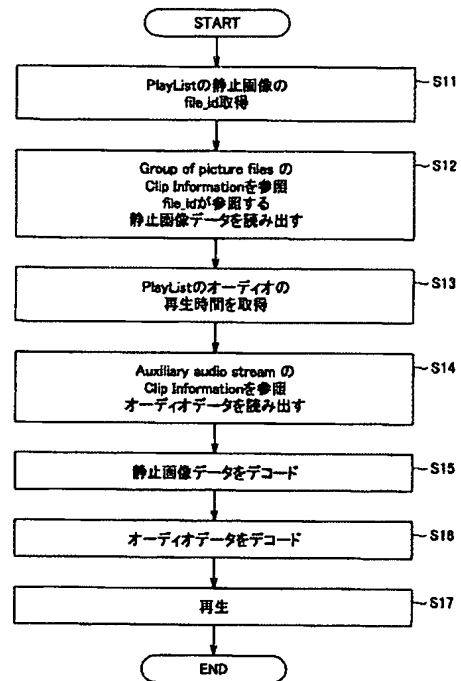 START
PlayListの静止画像の
file_id取得
S11
Group of picture files の
Clip Informationを参照
file_idが参照する
静止画像データを読み出す
S12
PlayListのオーディオの
再生時間を取得
S13
Auxiliary audio stream の
Clip Informationを参照
オーディオデータを読み出す
S14
静止画像データをデコード
S15
オーディオデータをデコード
S16
再生
S17
END